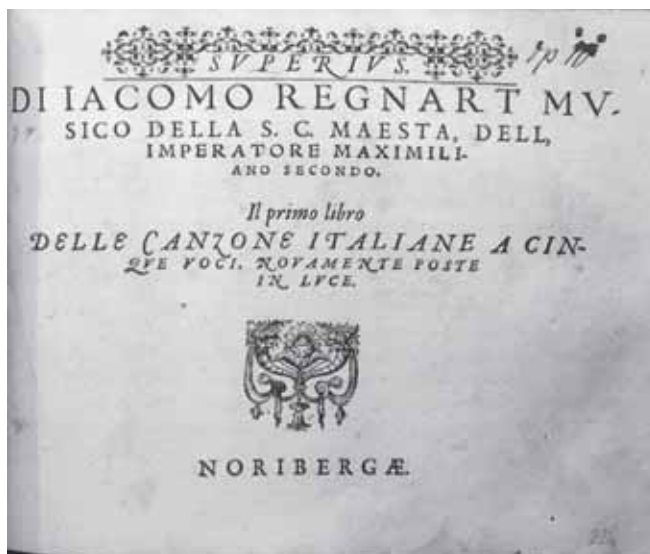 SVPERIVS.
DI IACOMO REGNART MV-
SICO DELLA S. C. MAESTA, DELL,
IMPERATORE MAXIMILI-
ANO SECONDO.
Il primo libro
DELLE CANZONE ITALIANE A CIN-
QVE VOCI. NOVAMENTE POSTE
IN LVCE.
NORIBERGÆ.